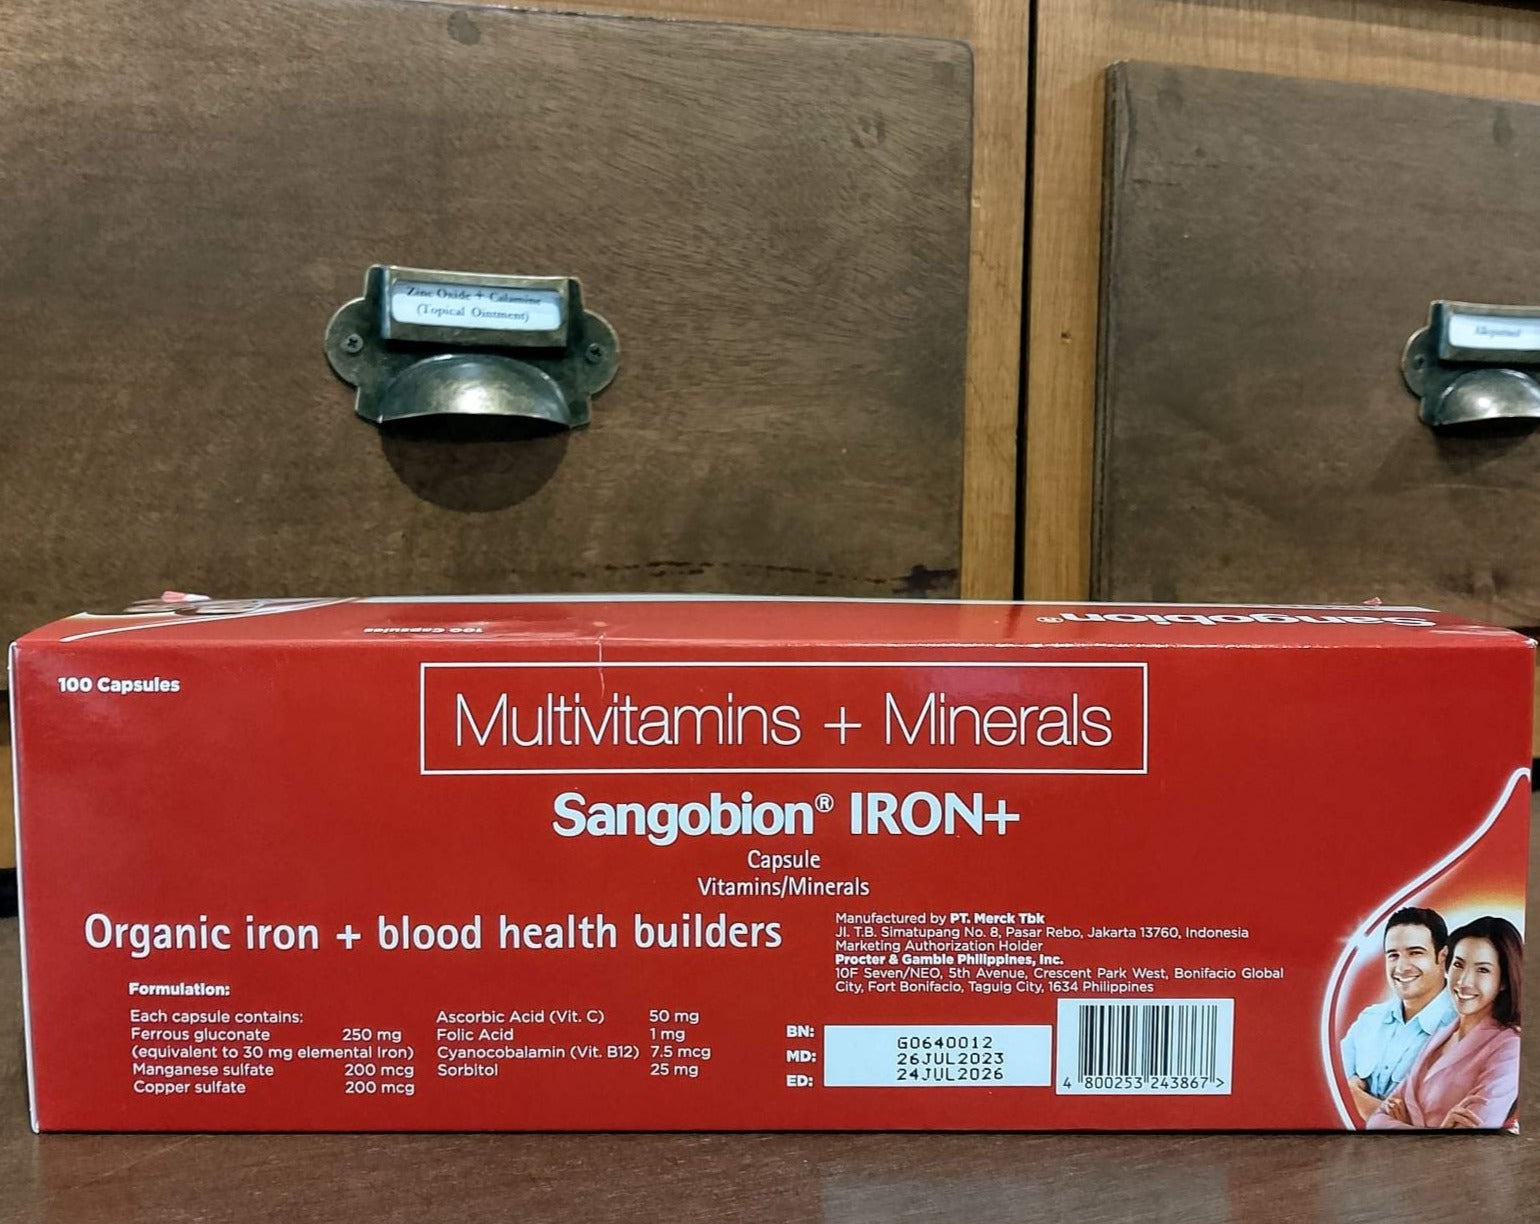 Zinc Oxide + Calamine
(Topical Ointment)
100 Capsules
Sangobion®
100 Capsules
Multivitamins + Minerals
Sangobion® IRON+
Capsule
Vitamins/Minerals
Organic iron + blood health builders
Manufactured by PT. Merck Tbk
Jl. T.B. Simatupang No. 8, Pasar Rebo, Jakarta 13760, Indonesia
Marketing Authorization Holder
Procter & Gamble Philippines, Inc.
10F Seven/NEO, 5th Avenue, Crescent Park West, Bonifacio Global
City, Fort Bonifacio, Taguig City, 1634 Philippines
Formulation:
Each capsule contains:
Ferrous gluconate 250 mg
(equivalent to 30 mg elemental Iron)
Manganese sulfate 200 mcg
Copper sulfate 200 mcg
Ascorbic Acid (Vit. C) 50 mg
Folic Acid 1 mg
Cyanocobalamin (Vit. B12) 7.5 mcg
Sorbitol 25 mg
BN: G0640012
MD: 26JUL2023
ED: 24JUL2026
4 800253 243867 >